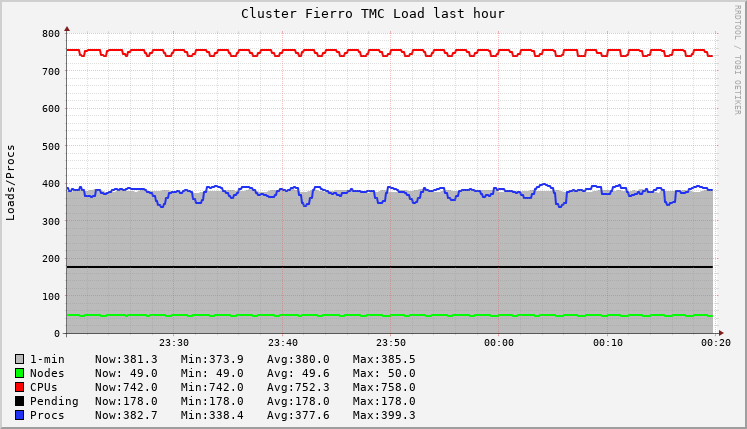 Cluster Fierro TMC Load last hour
RRDTOOL / TOBI OETIKER
Loads/Procs
800
700
600
500
400
300
200
100
0
23:30 23:40 23:50 00:00 00:10 00:20
1-min Now:381.3 Min:373.9 Avg:380.0 Max:385.5
Nodes Now: 49.0 Min: 49.0 Avg: 49.6 Max: 50.0
CPUs Now:742.0 Min:742.0 Avg:752.3 Max:758.0
Pending Now:178.0 Min:178.0 Avg:178.0 Max:178.0
Procs Now:382.7 Min:338.4 Avg:377.6 Max:399.3